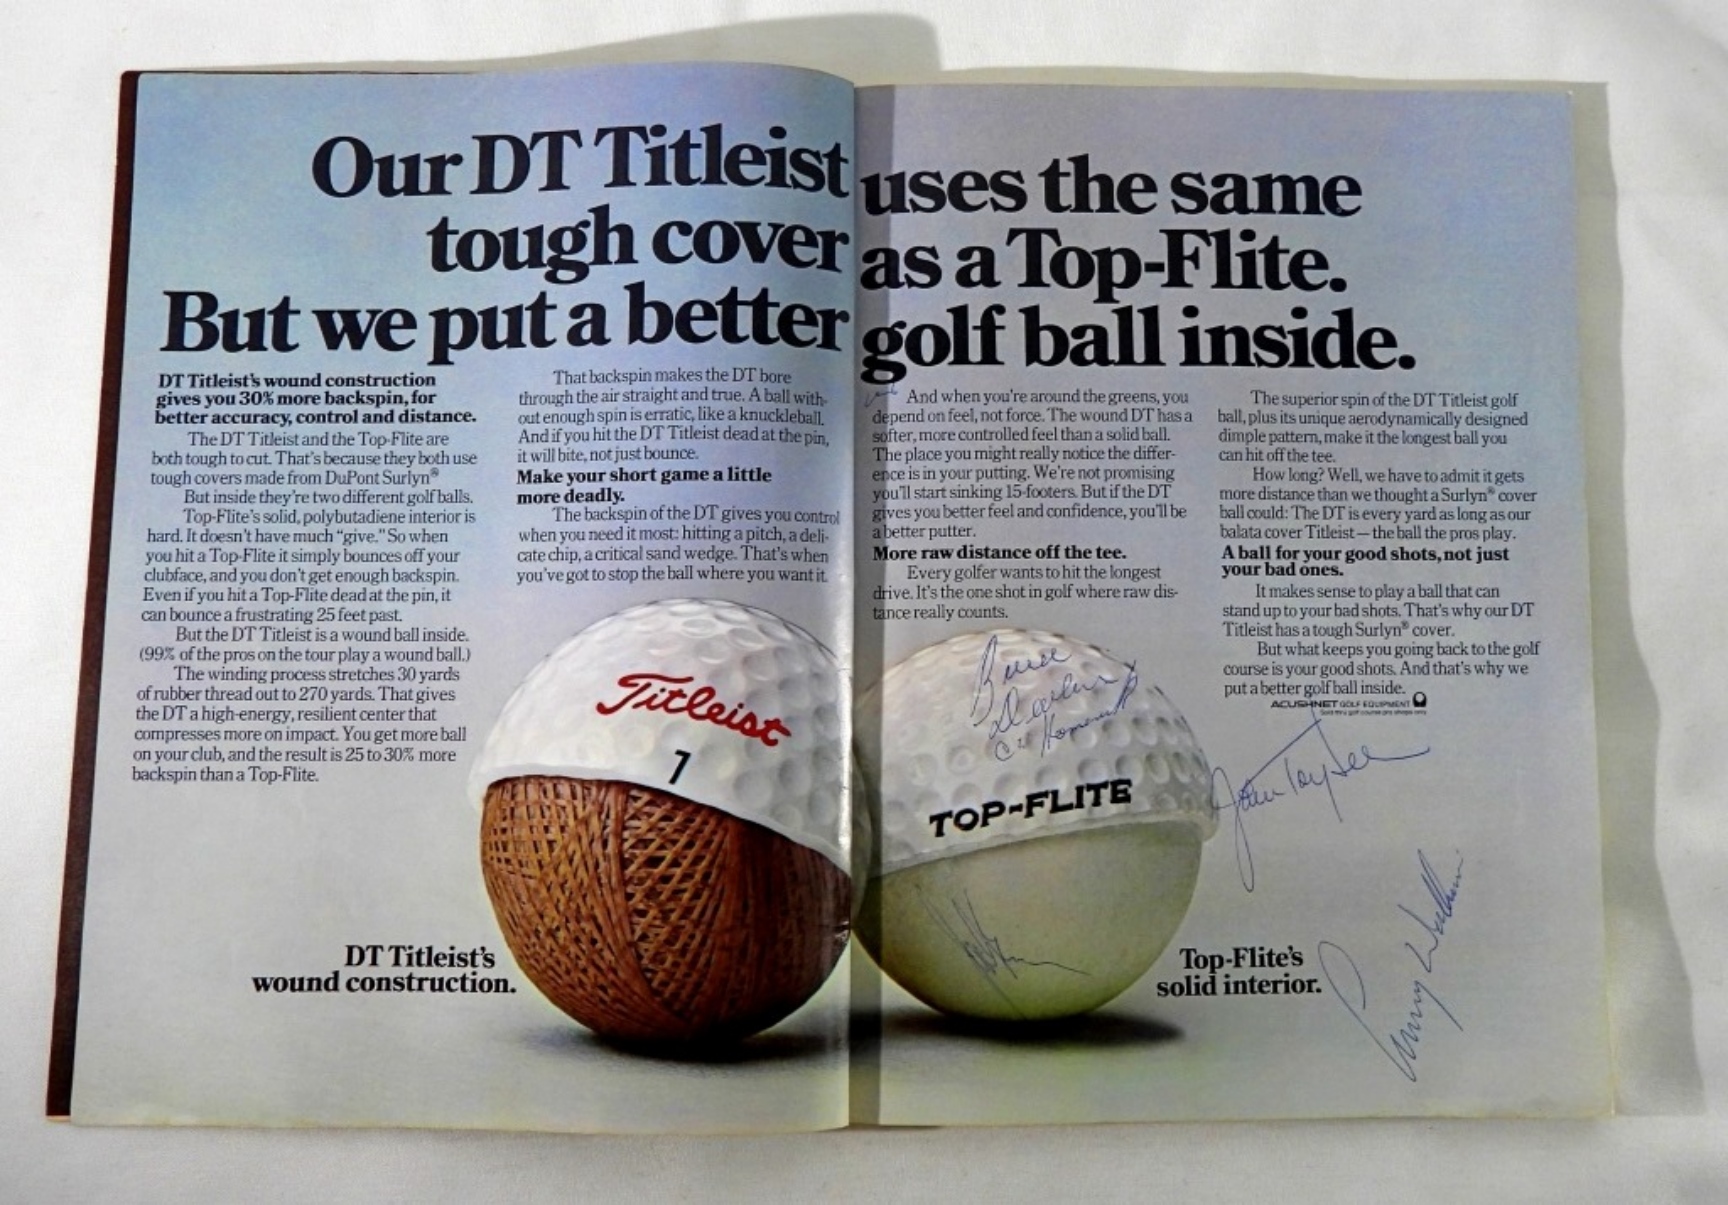 Our DT Titleist uses the same
tough cover as a Top-Flite.
But we put a better golf ball inside.
DT Titleist's wound construction
gives you 30% more backspin, for
better accuracy, control and distance.
The DT Titleist and the Top-Flite are
both tough to cut. That's because they both use
tough covers made from DuPont Surlyn®
But inside they're two different golf balls.
Top-Flite's solid, polybutadiene interior is
hard. It doesn't have much "give." So when
you hit a Top-Flite it simply bounces off your
clubface, and you don't get enough backspin.
Even if you hit a Top-Flite dead at the pin, it
can bounce a frustrating 25 feet past.
But the DT Titleist is a wound ball inside.
(99% of the pros on the tour play a wound ball.)
The winding process stretches 30 yards
of rubber thread out to 270 yards. That gives
the DT a high-energy, resilient center that
compresses more on impact. You get more ball
on your club, and the result is 25 to 30% more
backspin than a Top-Flite.
That backspin makes the DT bore
through the air straight and true. A ball with-
out enough spin is erratic, like a knuckleball.
And if you hit the DT Titleist dead at the pin,
it will bite, not just bounce.
Make your short game a little
more deadly.
The backspin of the DT gives you control
when you need it most: hitting a pitch, a deli-
cate chip, a critical sand wedge. That's when
you've got to stop the ball where you want it.
And when you're around the greens, you
depend on feel, not force. The wound DT has a
softer, more controlled feel than a solid ball.
The place you might really notice the differ-
ence is in your putting. We're not promising
you'll start sinking 15-footers. But if the DT
gives you better feel and confidence, you'll be
a better putter.
More raw distance off the tee.
Every golfer wants to hit the longest
drive. It's the one shot in golf where raw dis-
tance really counts.
The superior spin of the DT Titleist golf
ball, plus its unique aerodynamically designed
dimple pattern, make it the longest ball you
can hit off the tee.
How long? Well, we have to admit it gets
more distance than we thought a Surlyn® cover
ball could: The DT is every yard as long as our
balata cover Titleist — the ball the pros play.
A ball for your good shots, not just
your bad ones.
It makes sense to play a ball that can
stand up to your bad shots. That's why our DT
Titleist has a tough Surlyn® cover.
But what keeps you going back to the golf
course is your good shots. And that's why we
put a better golf ball inside.
ACUSHNET GOLF EQUIPMENT
Sold thru golf course pro shops only
Titleist
1
TOP-FLITE
Bruce
DT Titleist's
wound construction.
Top-Flite's
solid interior.